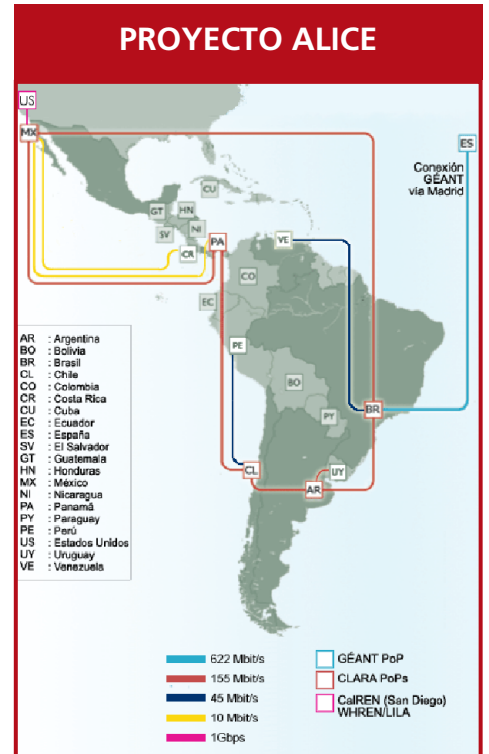 PROYECTO ALICE
US
MX
ES
Conexión
GÉANT
vía Madrid
CU
GT
HN
SV
NI
CR
PA
VE
CO
EC
PE
BO
PY
BR
CL
AR
UY
AR : Argentina
BO : Bolivia
BR : Brasil
CL : Chile
CO : Colombia
CR : Costa Rica
CU : Cuba
EC : Ecuador
ES : España
SV : El Salvador
GT : Guatemala
HN : Honduras
MX : México
NI : Nicaragua
PA : Panamá
PY : Paraguay
PE : Perú
US : Estados Unidos
UY : Uruguay
VE : Venezuela
622 Mbit/s
155 Mbit/s
45 Mbit/s
10 Mbit/s
1Gbps
GÉANT PoP
CLARA PoPs
CalREN (San Diego)
WHREN/LILA